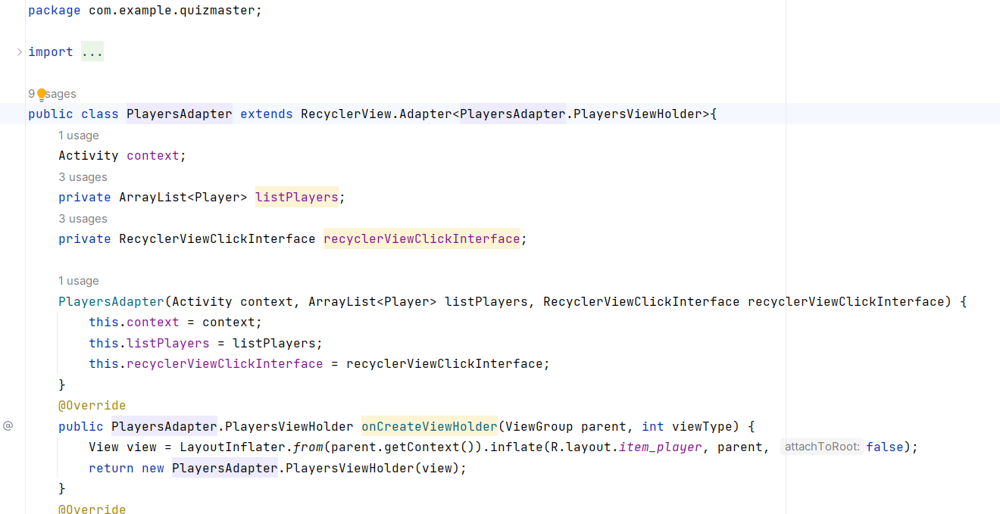 package com.example.quizmaster;
import ...
9 usages
public class PlayersAdapter extends RecyclerView.Adapter<PlayersAdapter.PlayersViewHolder>{
1 usage
Activity context;
3 usages
private ArrayList<Player> listPlayers;
3 usages
private RecyclerViewClickInterface recyclerViewClickInterface;
1 usage
PlayersAdapter(Activity context, ArrayList<Player> listPlayers, RecyclerViewClickInterface recyclerViewClickInterface) {
this.context = context;
this.listPlayers = listPlayers;
this.recyclerViewClickInterface = recyclerViewClickInterface;
}
@Override
@ public PlayersAdapter.PlayersViewHolder onCreateViewHolder(ViewGroup parent, int viewType) {
View view = LayoutInflater.from(parent.getContext()).inflate(R.layout.item_player, parent, attachToRoot: false);
return new PlayersAdapter.PlayersViewHolder(view);
}
@Override